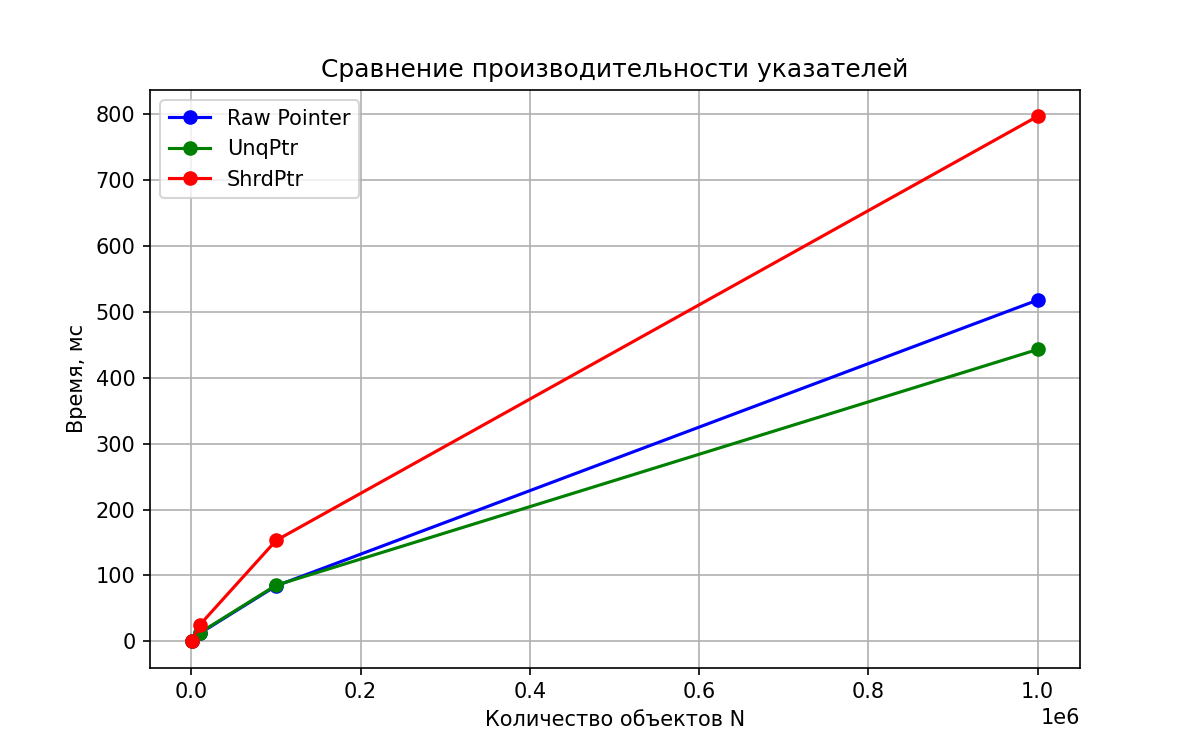 Сравнение производительности указателей
Raw Pointer
UnqPtr
ShrdPtr
800
700
600
500
400
300
200
100
0
Время, мс
0.0 0.2 0.4 0.6 0.8 1.0
1e6
Количество объектов N